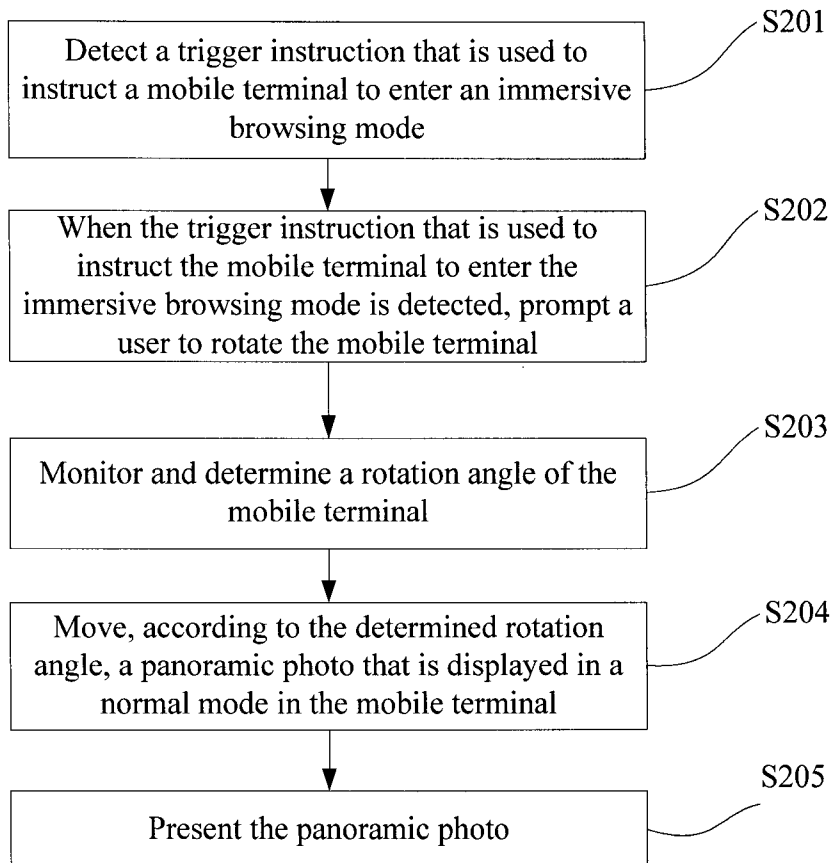 S201
Detect a trigger instruction that is used to
instruct a mobile terminal to enter an immersive
browsing mode
S202
When the trigger instruction that is used to
instruct the mobile terminal to enter the
immersive browsing mode is detected, prompt a
user to rotate the mobile terminal
S203
Monitor and determine a rotation angle of the
mobile terminal
S204
Move, according to the determined rotation
angle, a panoramic photo that is displayed in a
normal mode in the mobile terminal
S205
Present the panoramic photo